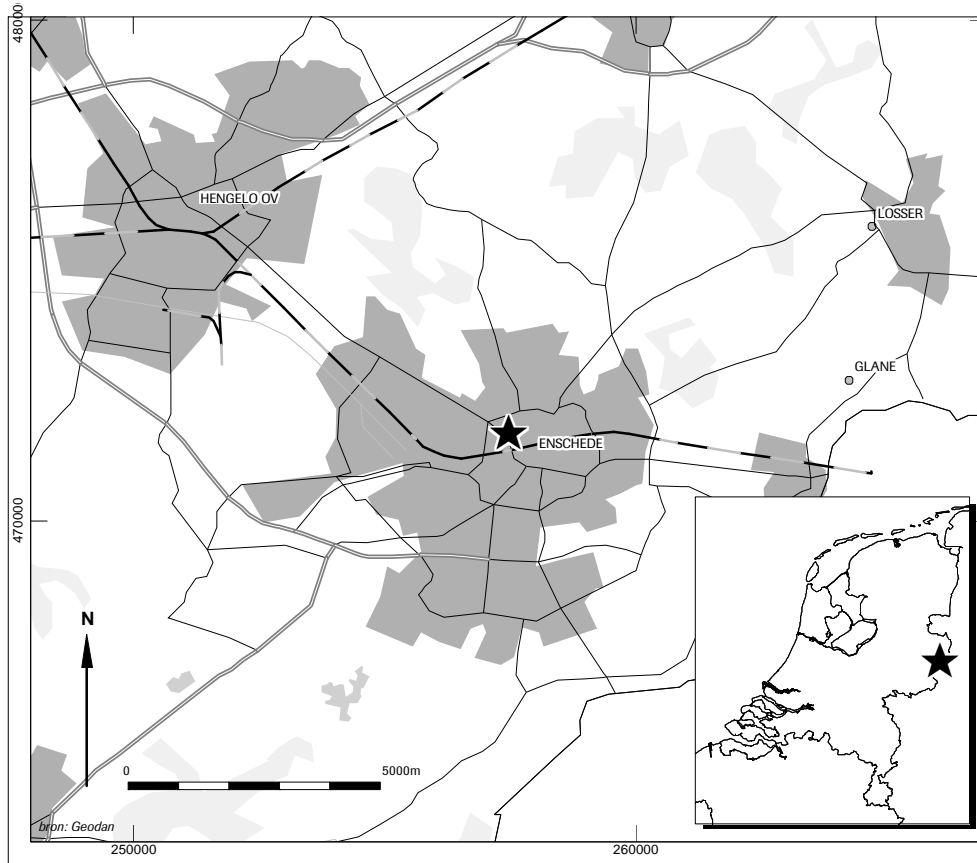 480000
HENGELO OV
LOSSER
GLANE
ENSCHEDE
470000
N
0 5000m
bron: Geodan
250000 260000